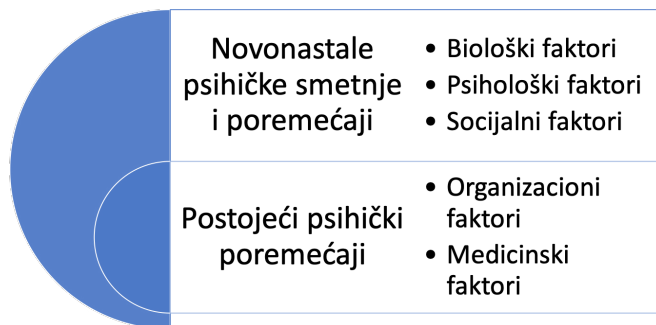 Novonastale
psihičke smetnje
i poremećaji
• Biološki faktori
• Psihološki faktori
• Socijalni faktori
Postojeći psihički
poremećaji
• Organizacioni
faktori
• Medicinski
faktori